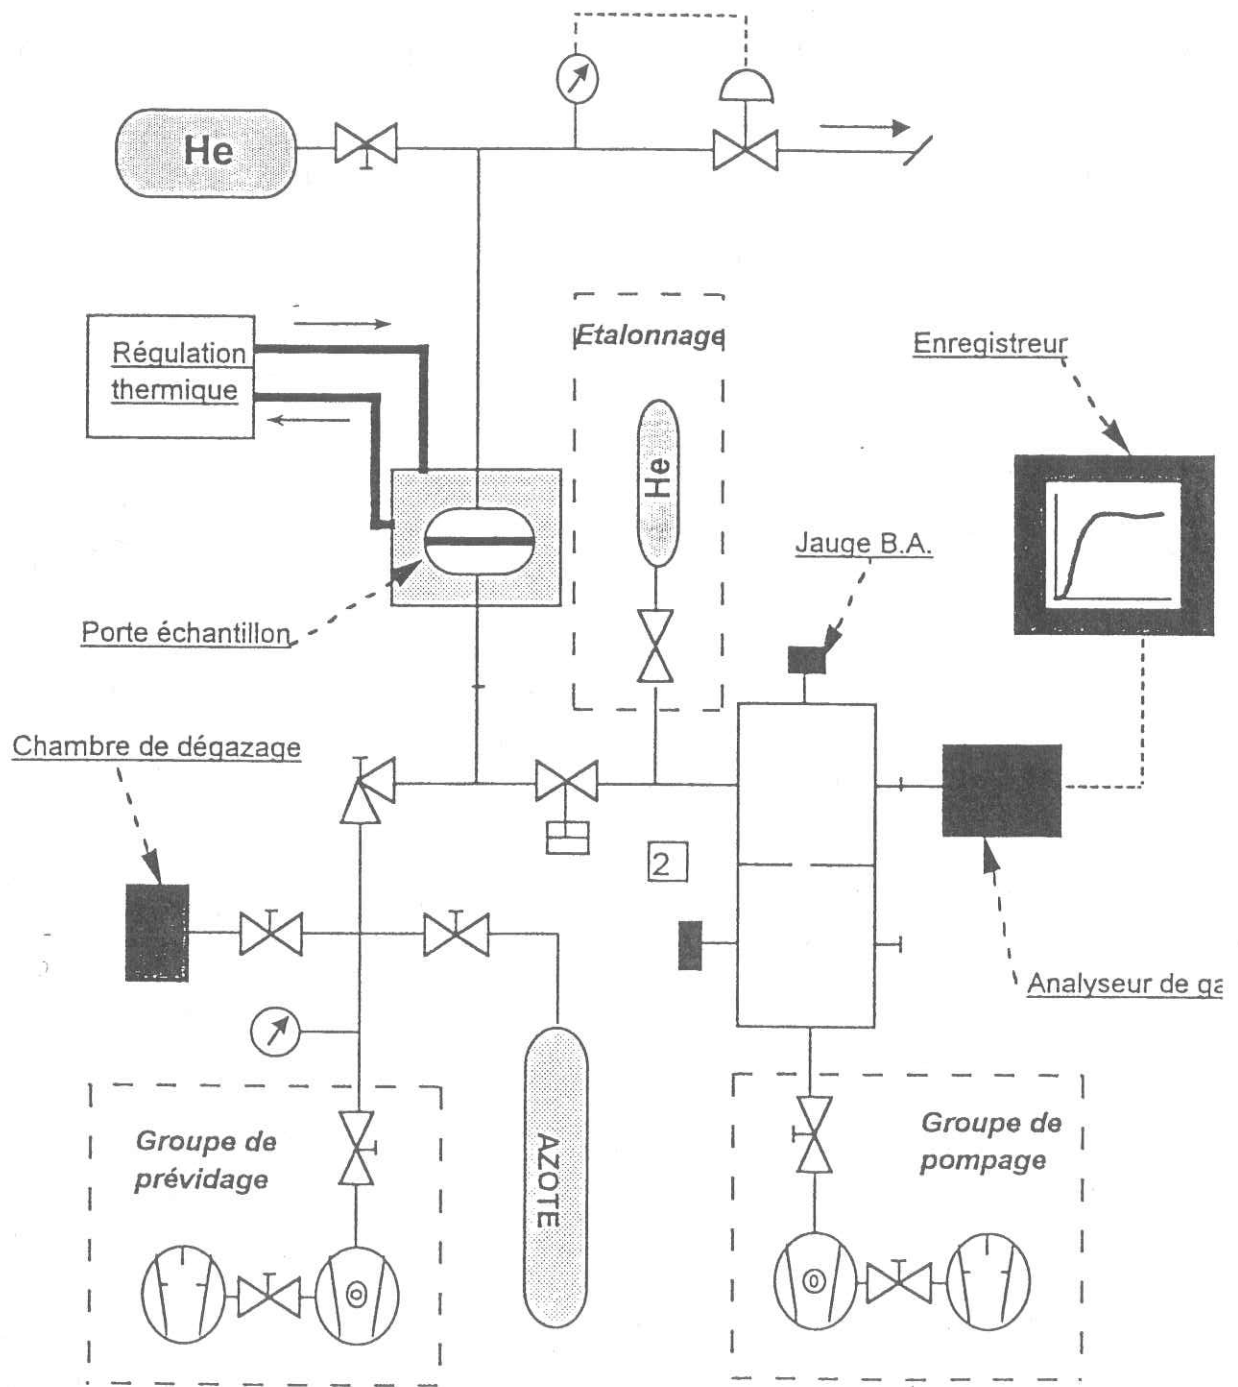 He
Etalonnage
Enregistreur
Régulation
thermique
He
Jauge B.A.
Porte échantillon
Chambre de dégazage
2
Analyseur de ga
Groupe de
prévidage
AZOTE
Groupe de
pompage